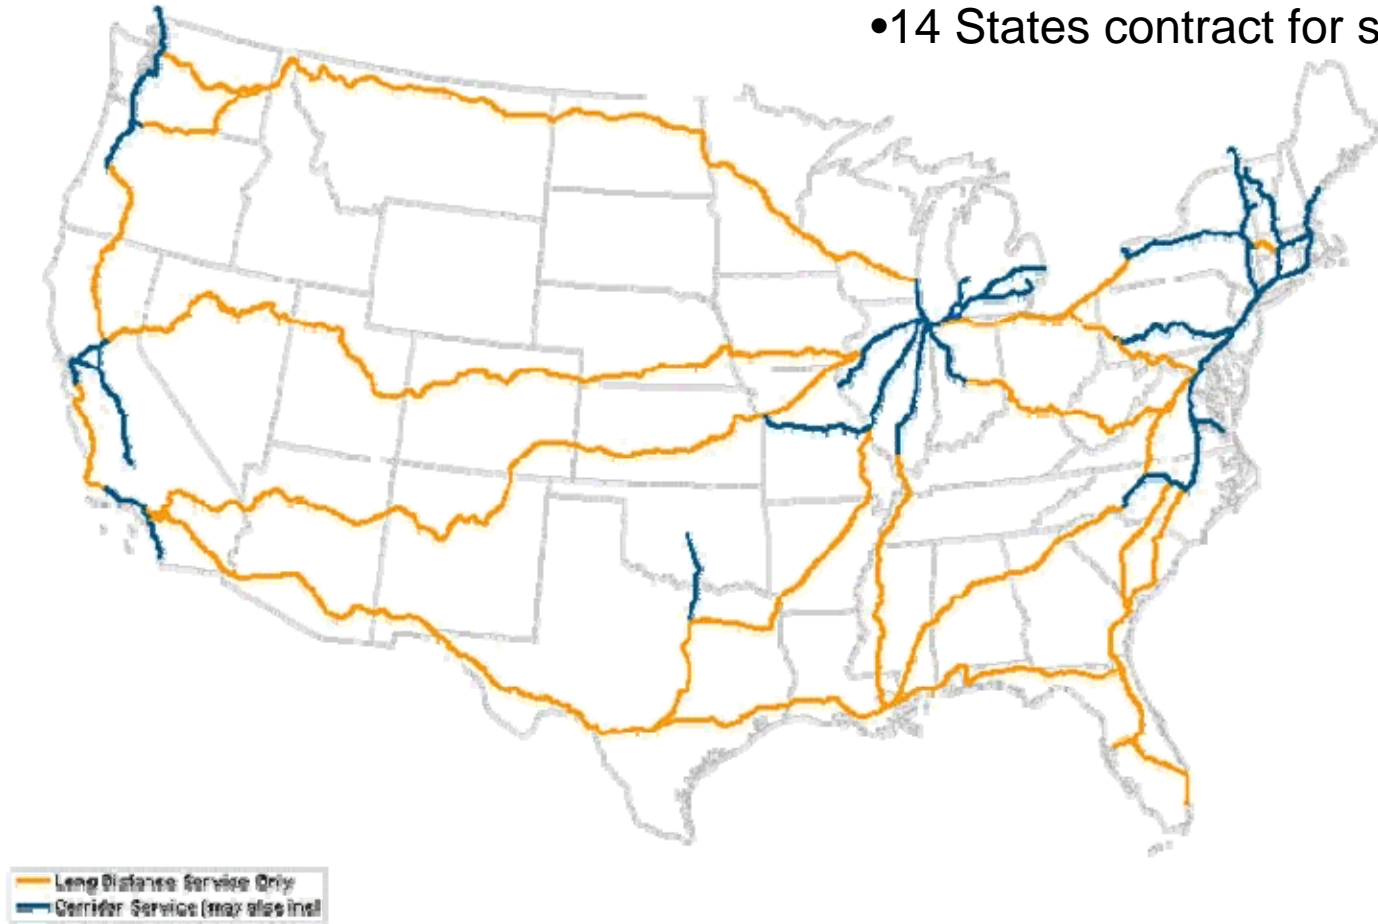 •14 States contract for s
Long Distance Service Only
Corridor Service (may also incl